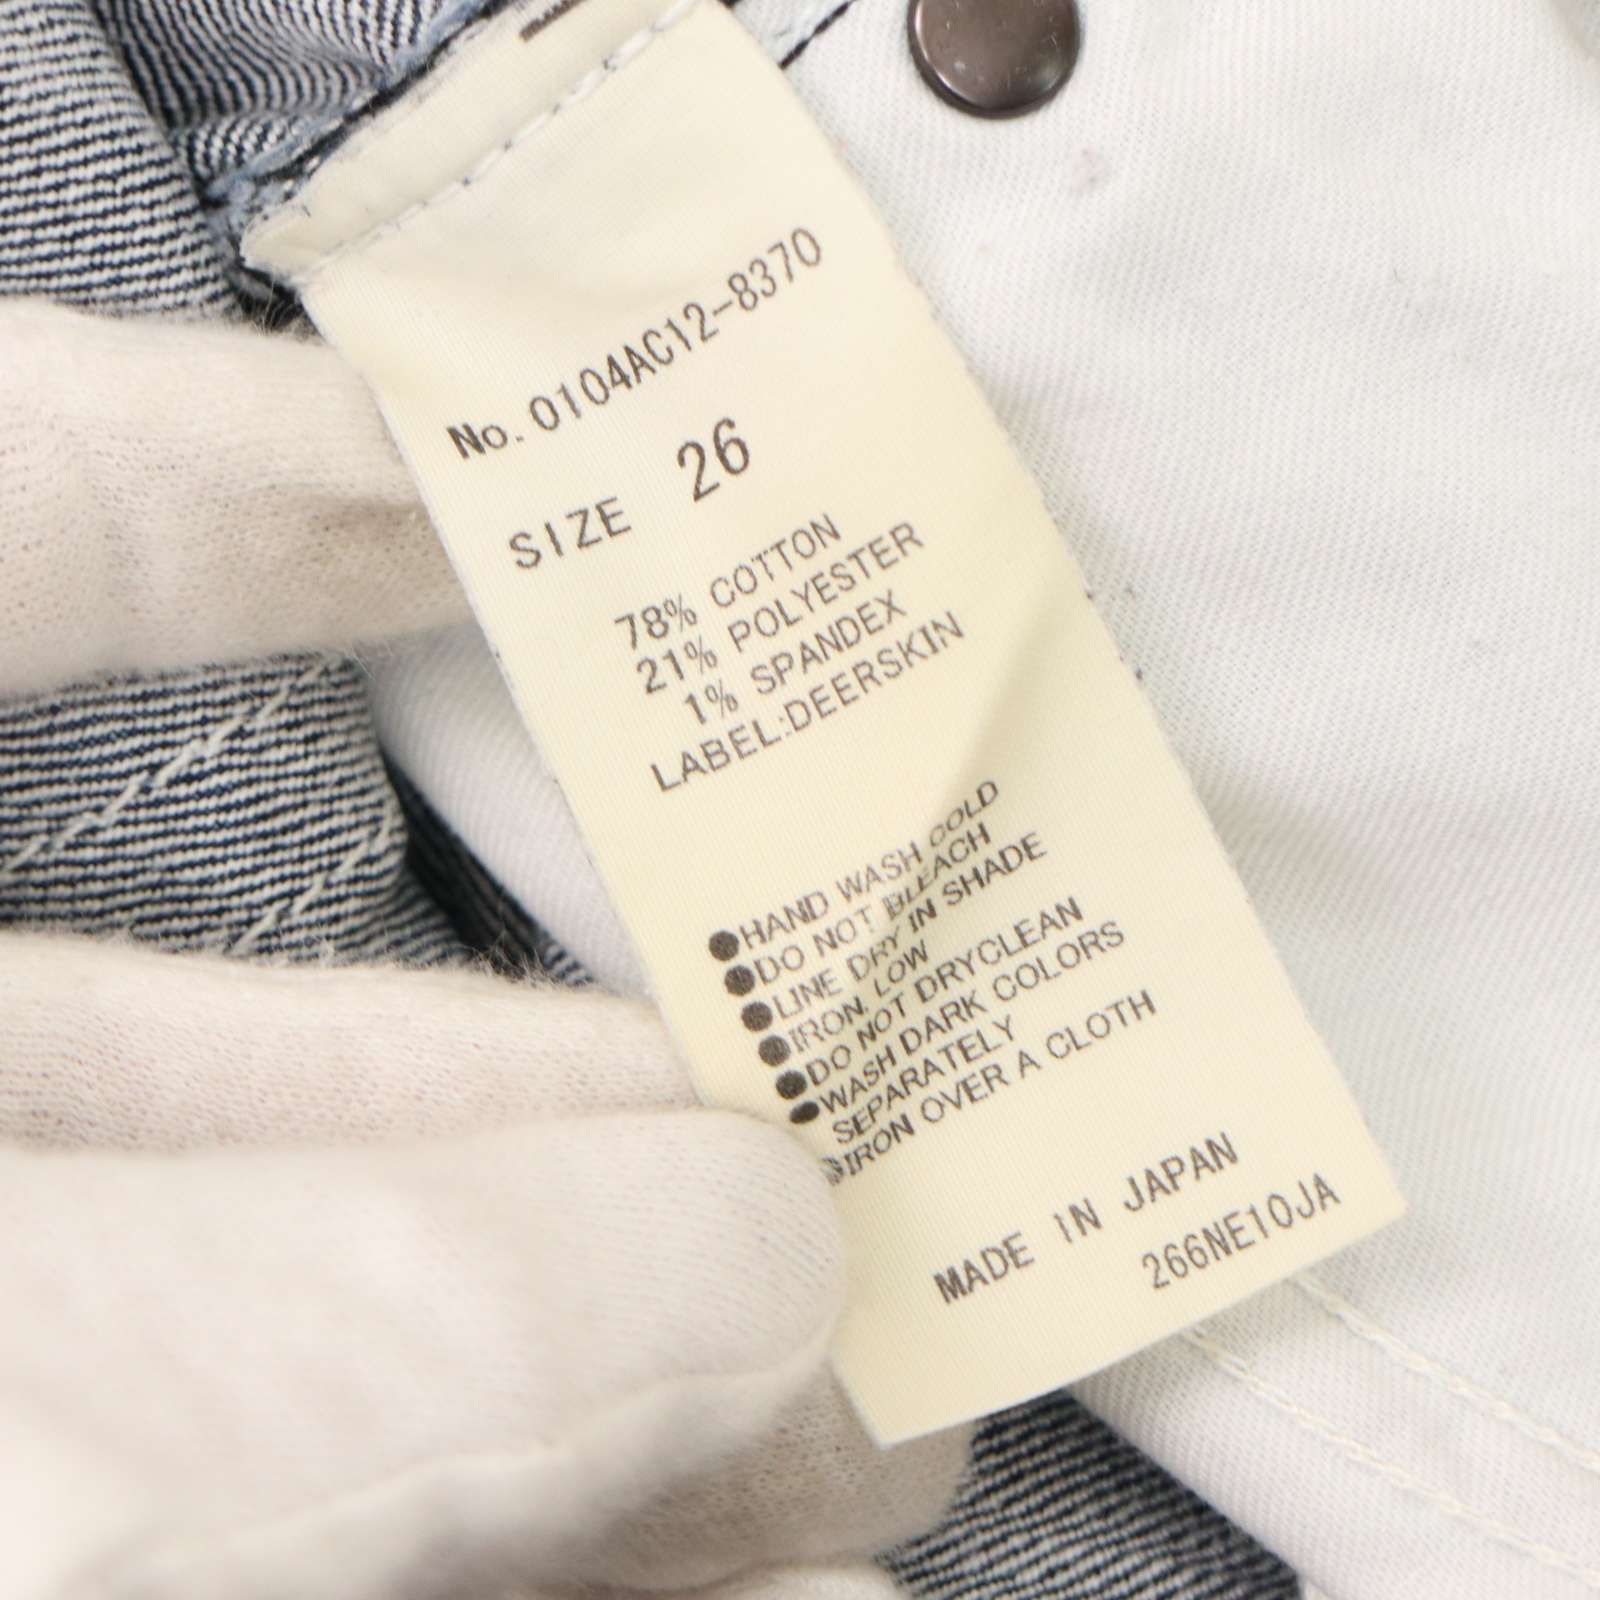 No. 0104AC12-8370
SIZE 26
78% COTTON
21% POLYESTER
1% SPANDEX
LABEL:DEERSKIN
●HAND WASH COLD
●DO NOT BLEACH
●LINE DRY IN SHADE
●IRON, LOW
●DO NOT DRYCLEAN
●WASH DARK COLORS
SEPARATELY
●IRON OVER A CLOTH
MADE IN JAPAN
266NE10JA